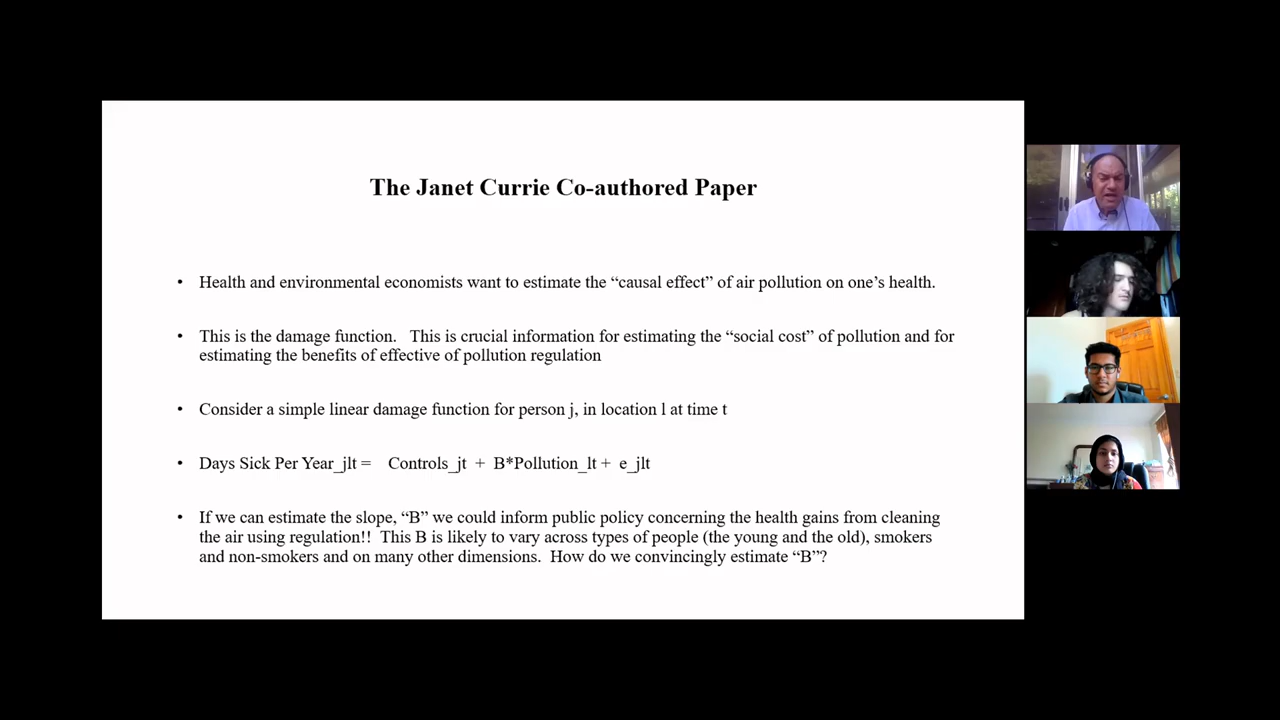 The Janet Currie Co-authored Paper
• Health and environmental economists want to estimate the “causal effect” of air pollution on one’s health.
• This is the damage function. This is crucial information for estimating the “social cost” of pollution and for
estimating the benefits of effective of pollution regulation
• Consider a simple linear damage function for person j, in location l at time t
• Days Sick Per Year_jlt = Controls_jt + B*Pollution_lt + e_jlt
• If we can estimate the slope, “B” we could inform public policy concerning the health gains from cleaning
the air using regulation!! This B is likely to vary across types of people (the young and the old), smokers
and non-smokers and on many other dimensions. How do we convincingly estimate “B”?